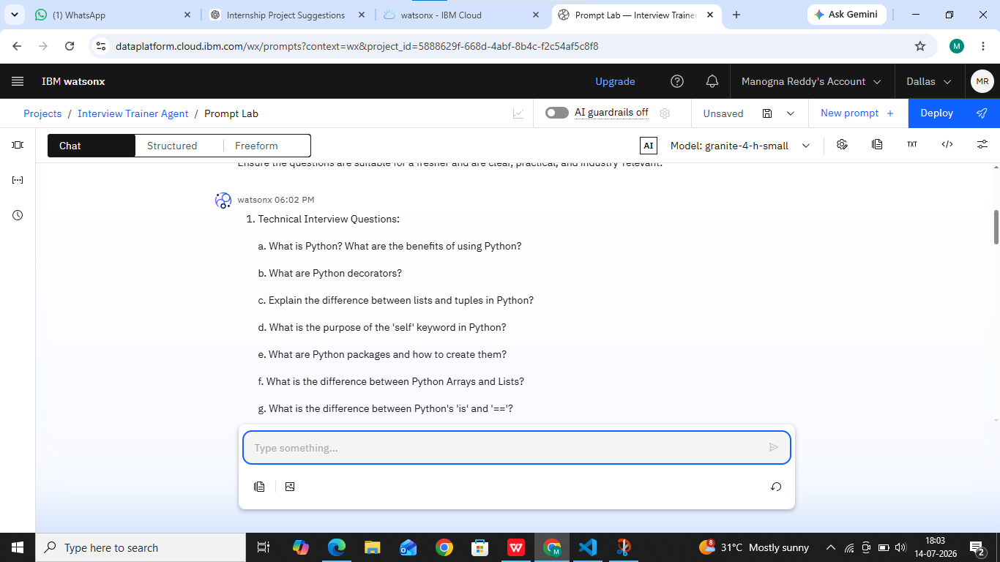 (1) WhatsApp
Internship Project Suggestions
watsonx - IBM Cloud
Prompt Lab — Interview Trainer
Ask Gemini
dataplatform.cloud.ibm.com/wx/prompts?context=wx&project_id=5888629f-668d-4abf-8b4c-f2c54af5c8f8
M
IBM watsonx
Upgrade
Manogna Reddy's Account
Dallas
MR
Projects / Interview Trainer Agent / Prompt Lab
AI guardrails off
Unsaved
New prompt +
Deploy
Chat
Structured
Freeform
AI
Model: granite-4-h-small
TXT
</>
Ensure the questions are suitable for a fresher and are clear, practical, and industry relevant.
watsonx 06:02 PM
1. Technical Interview Questions:
a. What is Python? What are the benefits of using Python?
b. What are Python decorators?
c. Explain the difference between lists and tuples in Python?
d. What is the purpose of the 'self' keyword in Python?
e. What are Python packages and how to create them?
f. What is the difference between Python Arrays and Lists?
g. What is the difference between Python's 'is' and '=='?
Type something...
Type here to search
W
M
8
31°C Mostly sunny
18:03
14-07-2026
2